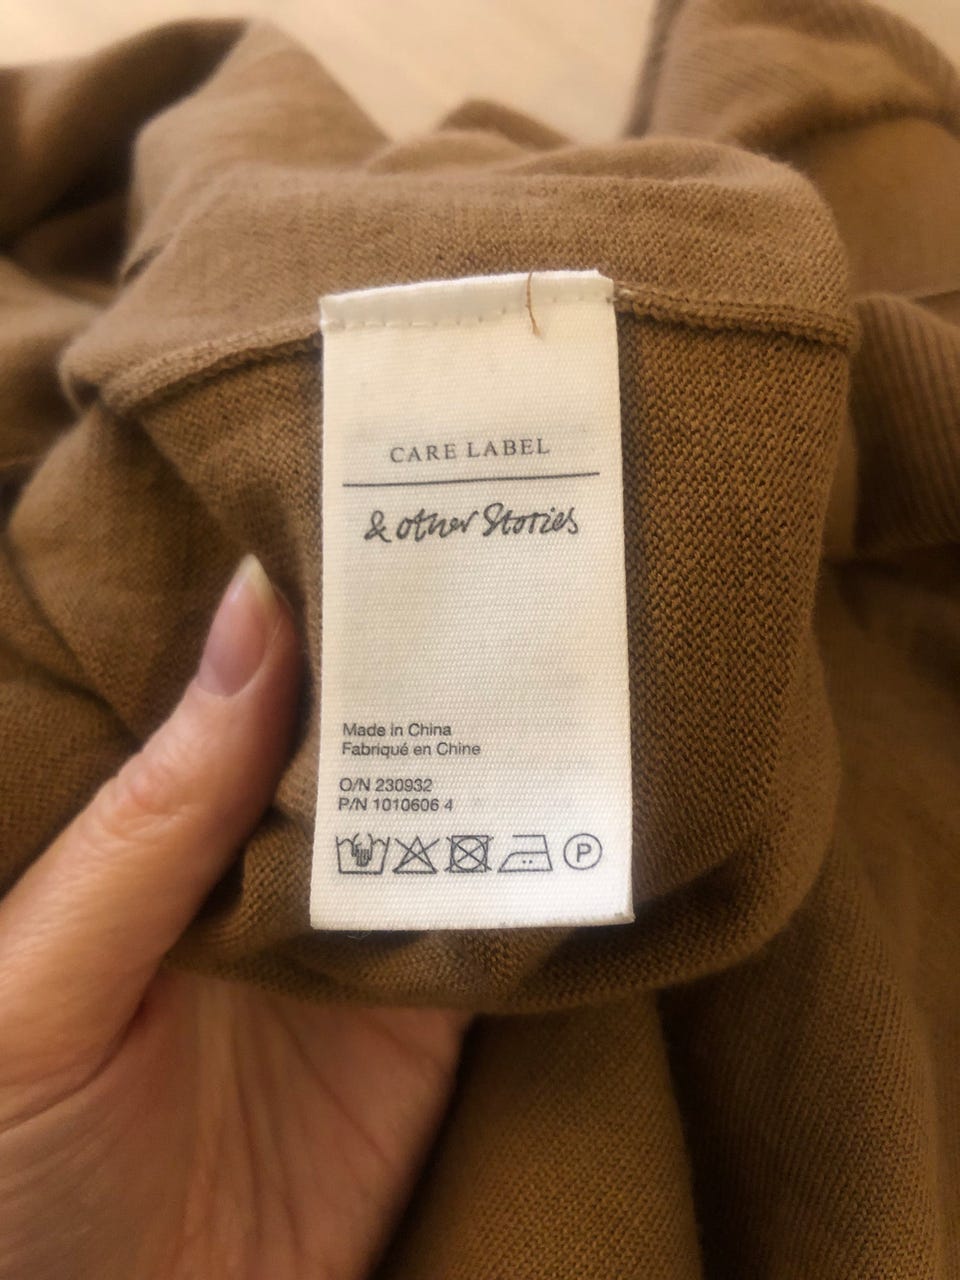 CARE LABEL
& other Stories
Made in China
Fabriqué en Chine
O/N 230932
P/N 1010606 4
P